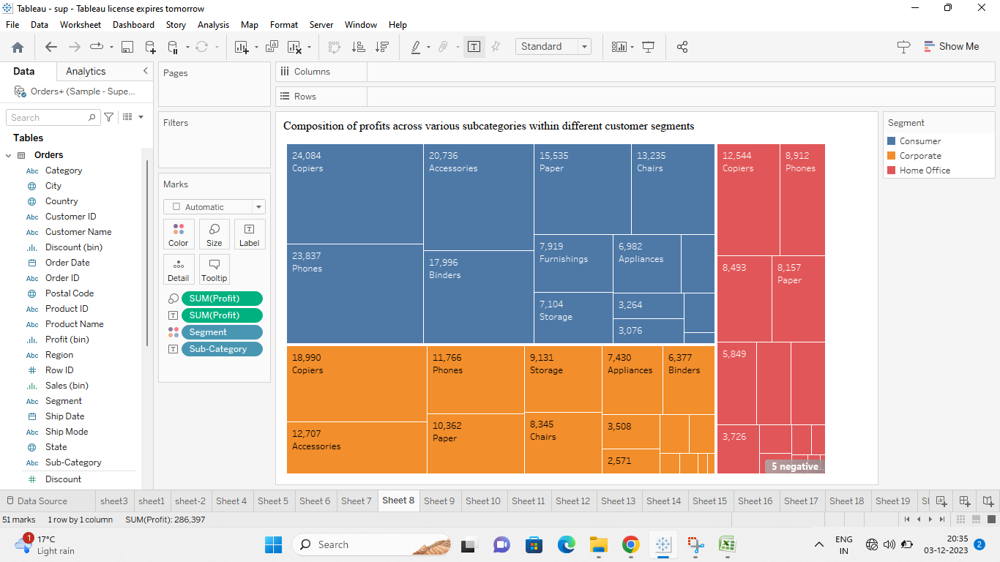 Tableau - sup - Tableau license expires tomorrow
File Data Worksheet Dashboard Story Analysis Map Format Server Window Help
Standard
Show Me
Data Analytics
Orders+ (Sample - Supe...
Search
Tables
Orders
Abc Category
City
Country
Abc Customer ID
Abc Customer Name
Discount (bin)
Order Date
Abc Order ID
Postal Code
Abc Product ID
Abc Product Name
Profit (bin)
Abc Region
# Row ID
Sales (bin)
Abc Segment
Ship Date
Abc Ship Mode
State
Abc Sub-Category
# Discount
Pages
Filters
Marks
Automatic
Color Size Label
Detail Tooltip
SUM(Profit)
SUM(Profit)
Segment
Sub-Category
Columns
Rows
Composition of profits across various subcategories within different customer segments
24,084
Copiers
20,736
Accessories
15,535
Paper
13,235
Chairs
23,837
Phones
17,996
Binders
7,919
Furnishings
6,982
Appliances
7,104
Storage
3,264
3,076
18,990
Copiers
11,766
Phones
9,131
Storage
7,430
Appliances
6,377
Binders
12,707
Accessories
10,362
Paper
8,345
Chairs
3,508
2,571
12,544
Copiers
8,912
Phones
8,493
8,157
Paper
5,849
3,726
5 negative
Segment
Consumer
Corporate
Home Office
Data Source sheet3 sheet1 sheet-2 Sheet 4 Sheet 5 Sheet 6 Sheet 7 Sheet 8 Sheet 9 Sheet 10 Sheet 11 Sheet 12 Sheet 13 Sheet 14 Sheet 15 Sheet 16 Sheet 17 Sheet 18 Sheet 19
51 marks 1 row by 1 column SUM(Profit): 286,397
1
17°C
Light rain
Search
ENG
IN
20:35
03-12-2023
2